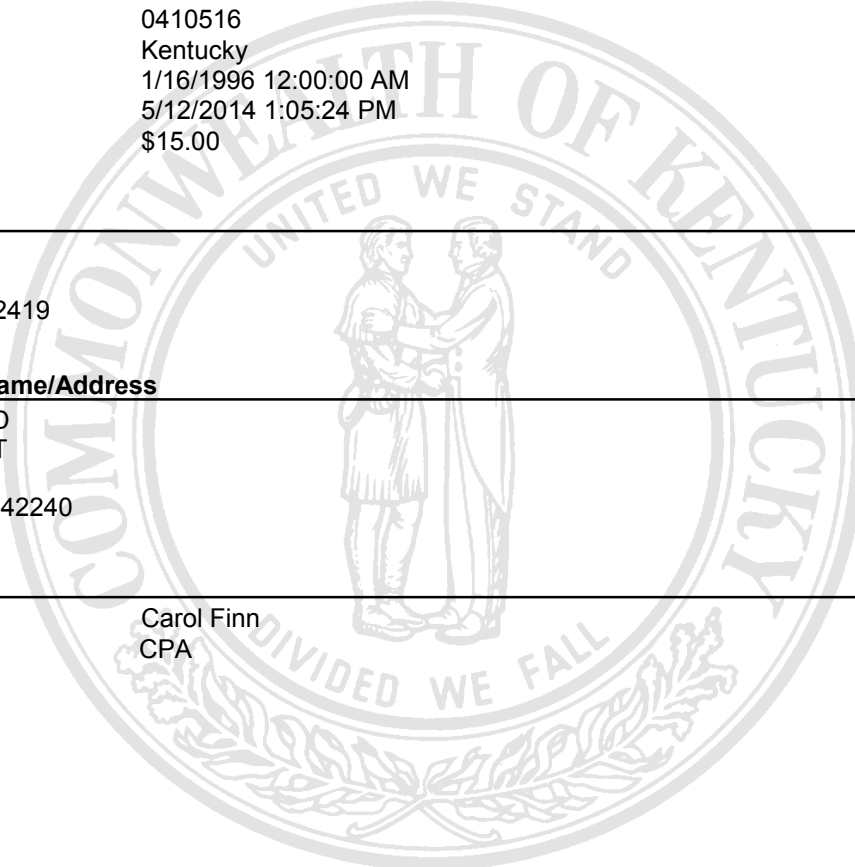 0410516
Kentucky
1/16/1996 12:00:00 AM
5/12/2014 1:05:24 PM
$15.00
COMMONWEALTH OF KENTUCKY
UNITED WE STAND
2419
ame/Address
T
42240
Carol Finn
CPA
DIVIDED WE FALL